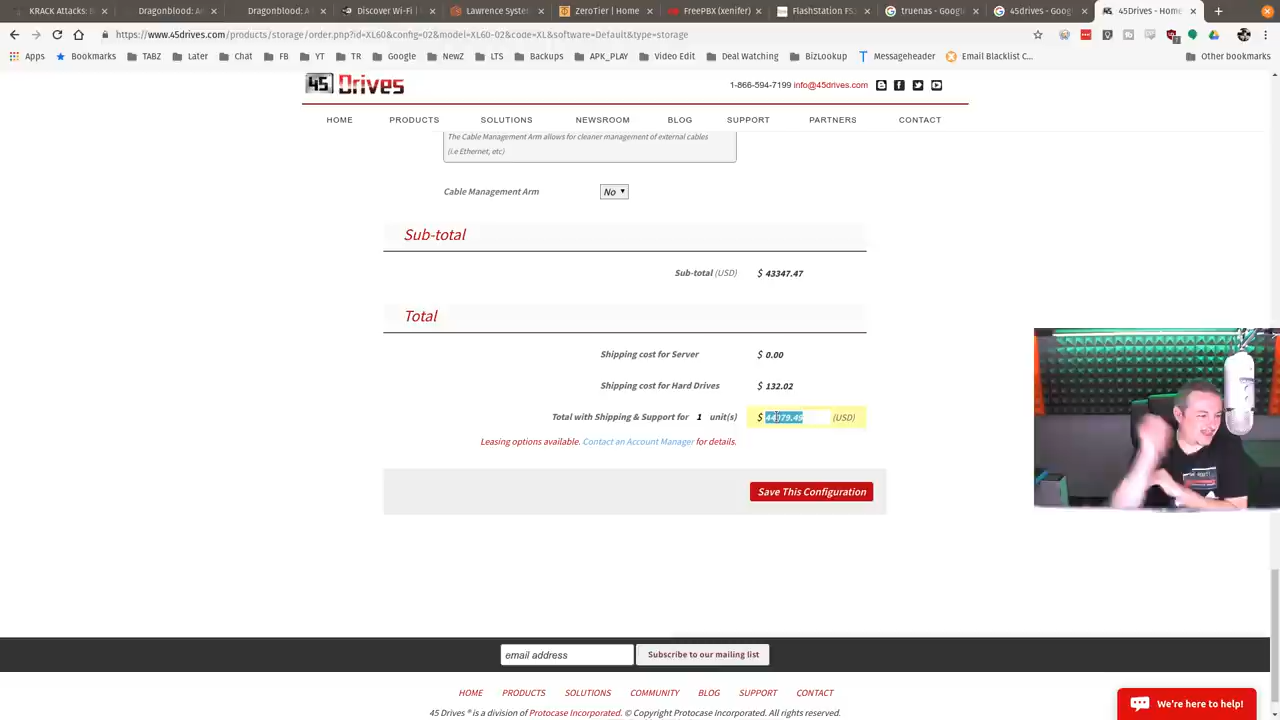 KRACK Attacks: B
Dragonblood: A
Dragonblood: A
Lawrence System
ZeroTier | Home
FreePBX (xigmo
FlashStation FS
truenas - Google
45drives - Goog
45Drives - Home
https://www.45drives.com/products/storage/order.php?id=XL60&config=02&model=XL60-02&code=XL&software=Default&type=storage
Apps Bookmarks TABZ Later Chat FB YT TR Google NewZ LTS Backups APK_PLAY Video Edit Deal Watching BizLookup Messageheader Email Blacklist C... Other bookmarks
45 Drives
1-866-594-7199 info@45drives.com
HOME PRODUCTS SOLUTIONS NEWSROOM BLOG SUPPORT PARTNERS CONTACT
The Cable Management Arm allows for cleaner management of external cables
(i.e Ethernet, etc)
Cable Management Arm No
Sub-total
Sub-total (USD) $ 43347.47
Total
Shipping cost for Server $ 0.00
Shipping cost for Hard Drives $ 132.02
Total with Shipping & Support for 1 unit(s) $ 44079.49 (USD)
Leasing options available. Contact an Account Manager for details.
Save This Configuration
email address Subscribe to our mailing list
HOME PRODUCTS SOLUTIONS COMMUNITY BLOG SUPPORT CONTACT
45 Drives ® is a division of Protocase Incorporated. © Copyright Protocase Incorporated. All rights reserved.
We're here to help!